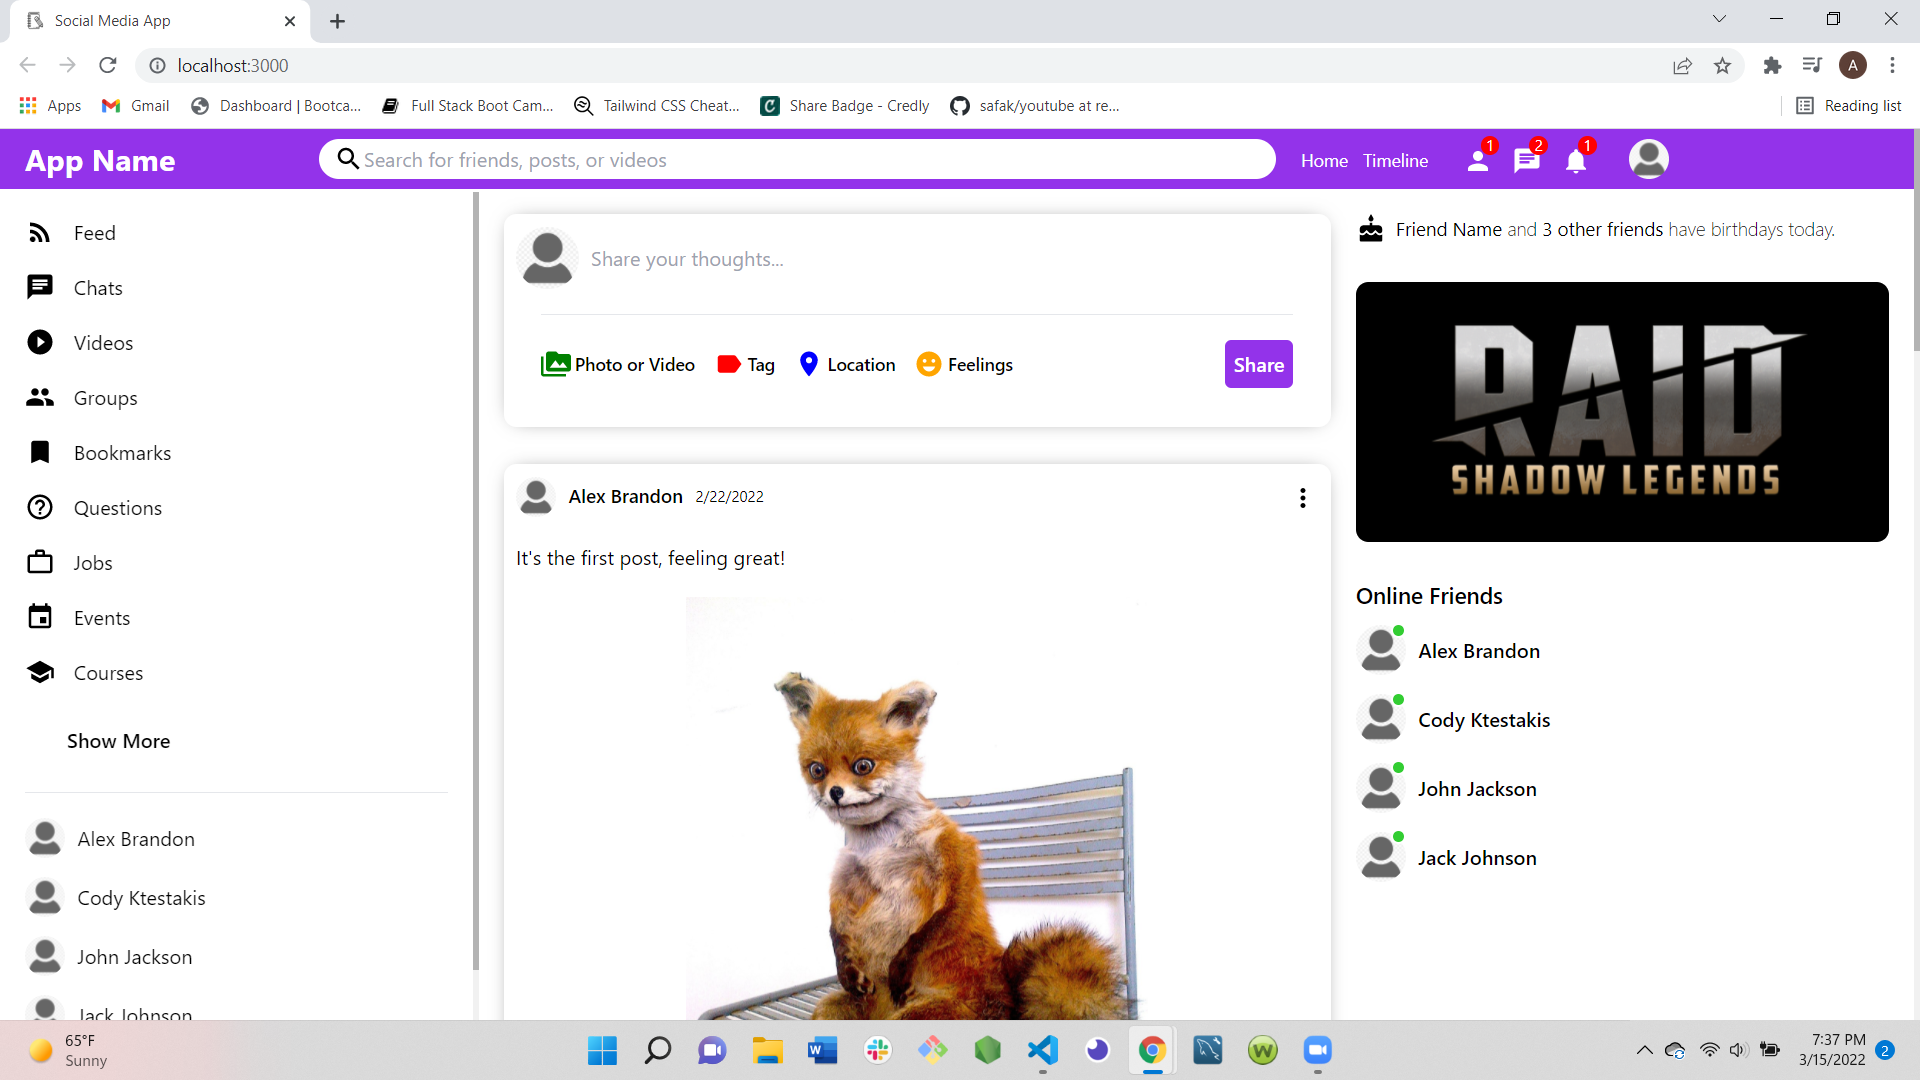 Social Media App
localhost:3000
A
Apps
Gmail
Dashboard | Bootca...
Full Stack Boot Cam...
Tailwind CSS Cheat...
Share Badge - Credly
safak/youtube at re...
Reading list
App Name
Search for friends, posts, or videos
Home
Timeline
1
2
1
Feed
Chats
Videos
Groups
Bookmarks
Questions
Jobs
Events
Courses
Show More
Alex Brandon
Cody Ktestakis
John Jackson
Jack Johnson
Share your thoughts...
Photo or Video
Tag
Location
Feelings
Share
Alex Brandon 2/22/2022
It's the first post, feeling great!
Friend Name and 3 other friends have birthdays today.
RAID
SHADOW LEGENDS
Online Friends
Alex Brandon
Cody Ktestakis
John Jackson
Jack Johnson
65°F
Sunny
7:37 PM
3/15/2022
2